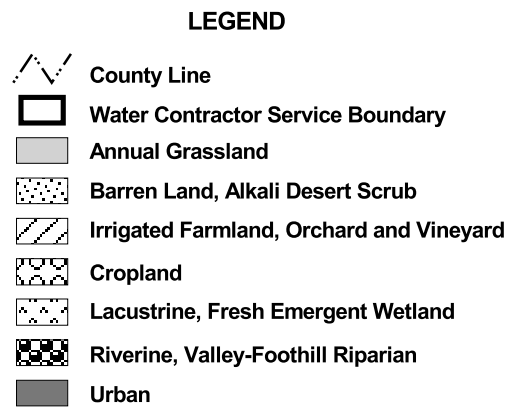 LEGEND
County Line
Water Contractor Service Boundary
Annual Grassland
Barren Land, Alkali Desert Scrub
Irrigated Farmland, Orchard and Vineyard
Cropland
Lacustrine, Fresh Emergent Wetland
Riverine, Valley-Foothill Riparian
Urban